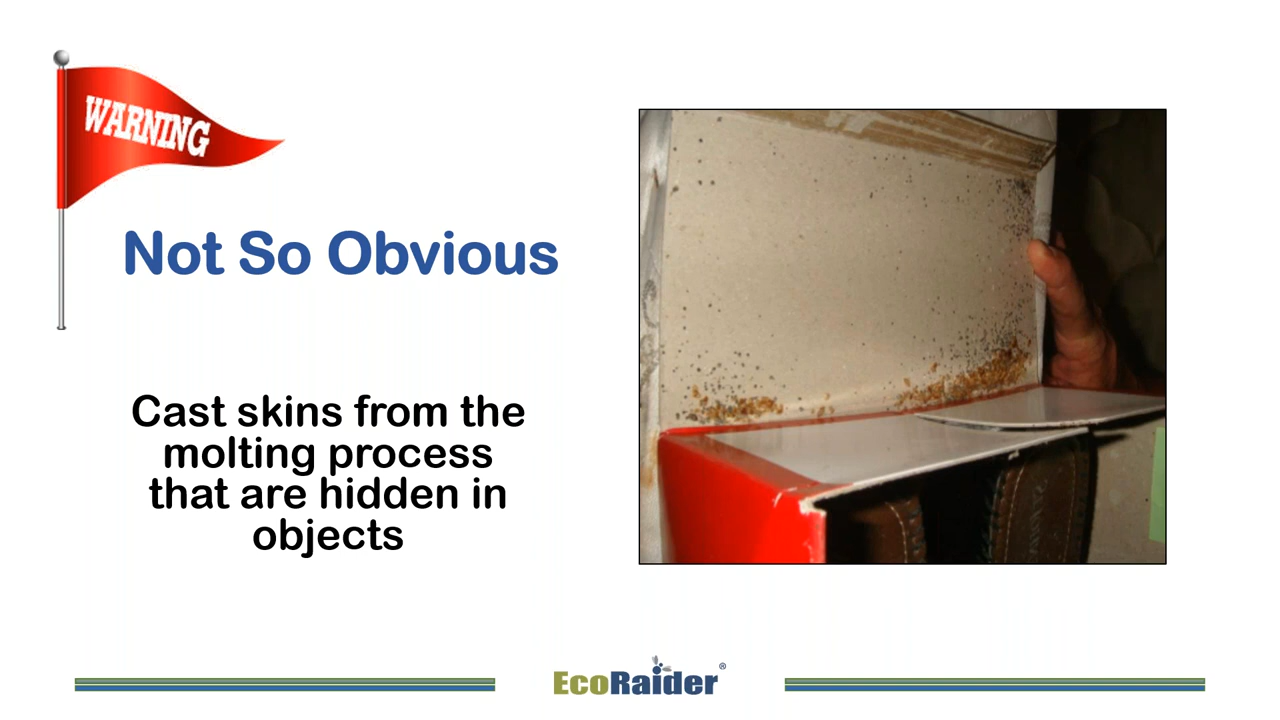 WARNING
Not So Obvious
Cast skins from the
molting process
that are hidden in
objects
EcoRaider®